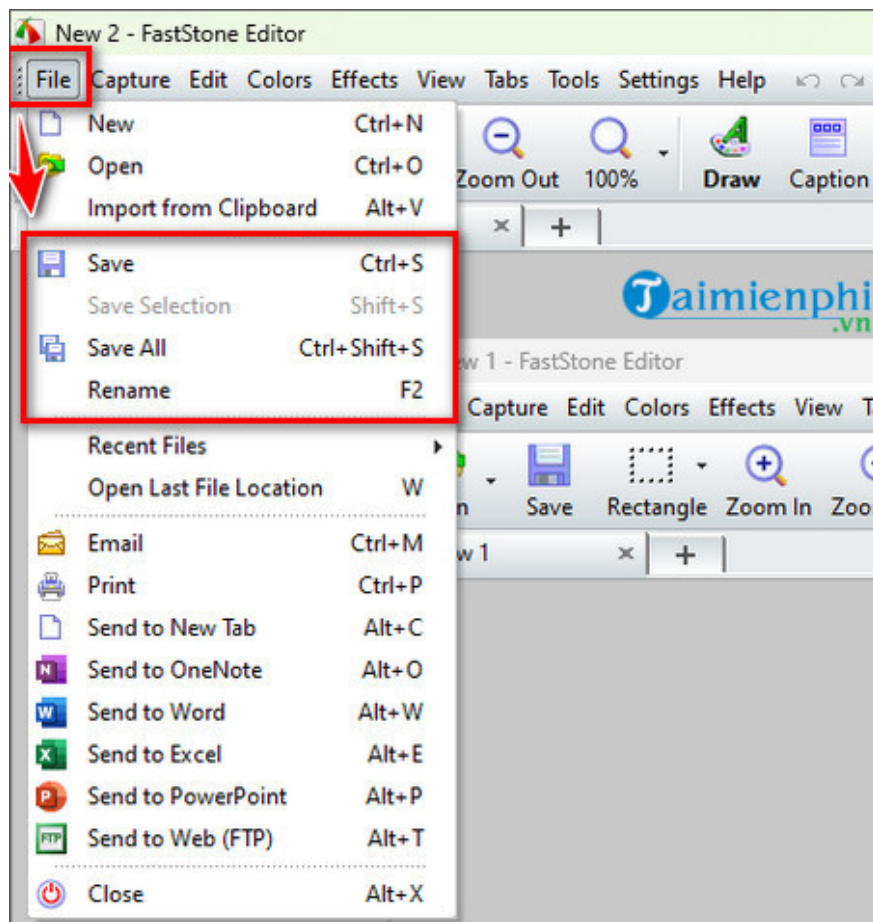 New 2 - FastStone Editor
File Capture Edit Colors Effects View Tabs Tools Settings Help
New Ctrl+N
Open Ctrl+O
Import from Clipboard Alt+V
Save Ctrl+S
Save Selection Shift+S
Save All Ctrl+Shift+S
Rename F2
Recent Files
Open Last File Location W
Email Ctrl+M
Print Ctrl+P
Send to New Tab Alt+C
Send to OneNote Alt+O
Send to Word Alt+W
Send to Excel Alt+E
Send to PowerPoint Alt+P
Send to Web (FTP) Alt+T
Close Alt+X
Zoom Out 100% Draw Caption
Taimienphi
.vn
1 - FastStone Editor
Capture Edit Colors Effects View
Save Rectangle Zoom In
1